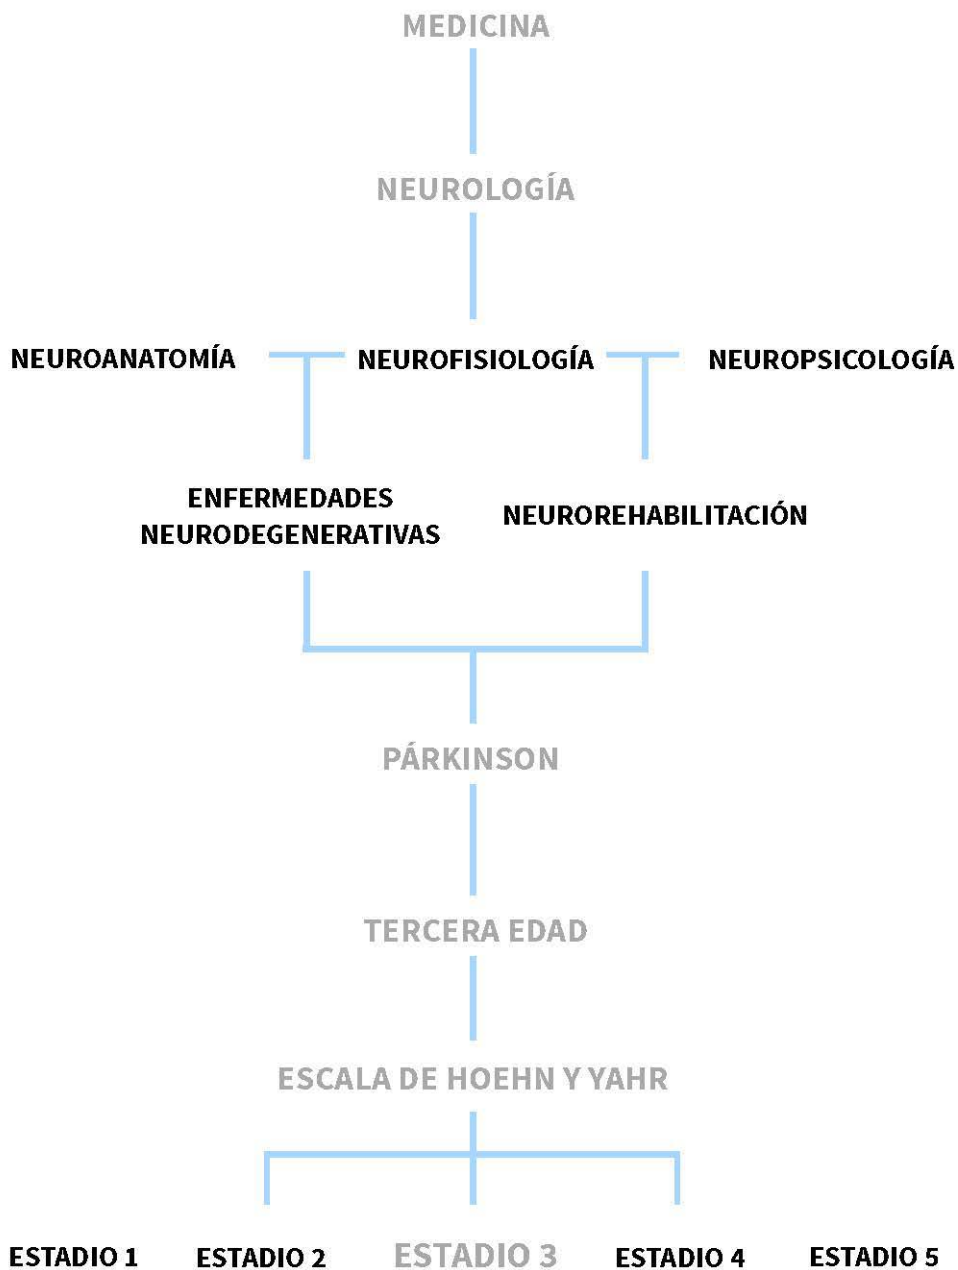 MEDICINA
NEUROLOGÍA
NEUROANATOMÍA
NEUROFISIOLOGÍA
NEUROPSICOLOGÍA
ENFERMEDADES
NEURODEGENERATIVAS
NEUROREHABILITACIÓN
PÁRKINSON
TERCERA EDAD
ESCALA DE HOEHN Y YAHR
ESTADIO 1
ESTADIO 2
ESTADIO 3
ESTADIO 4
ESTADIO 5